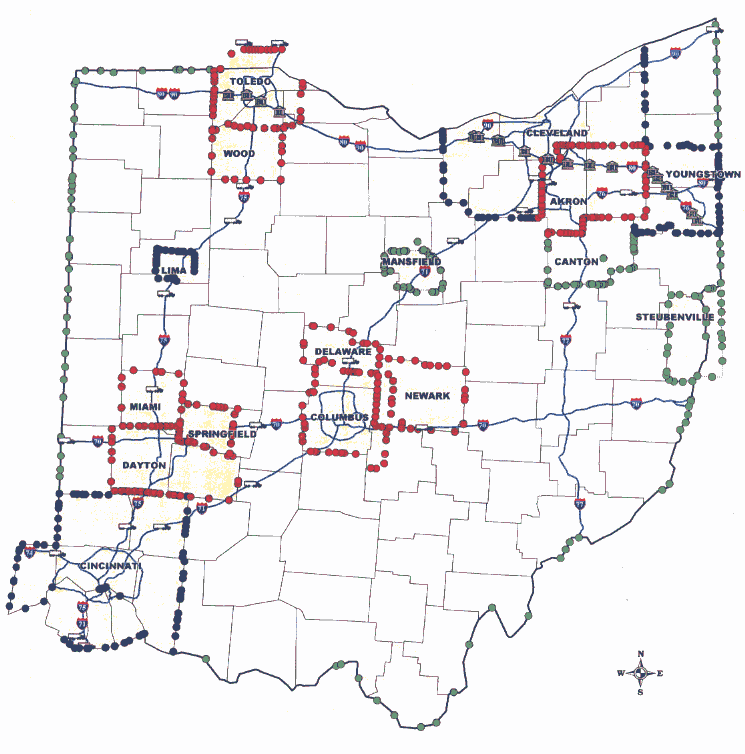 TOLEDO
WOOD
CLEVELAND
YOUNGSTOWN
AKRON
CANTON
MANSFIELD
LIMA
STEUBENVILLE
DELAWARE
NEWARK
COLUMBUS
MIAMI
SPRINGFIELD
DAYTON
CINCINNATI
N
W E
S